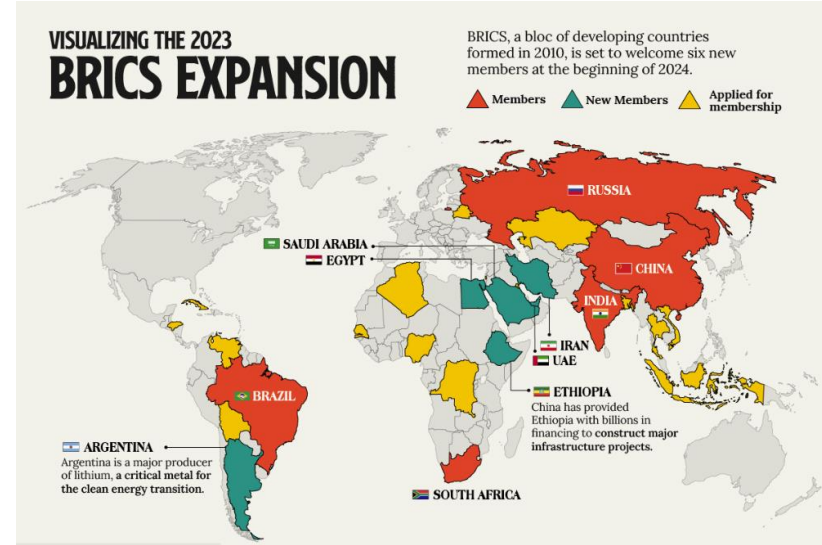 VISUALIZING THE 2023
BRICS EXPANSION
BRICS, a bloc of developing countries
formed in 2010, is set to welcome six new
members at the beginning of 2024.
Members
New Members
Applied for
membership
RUSSIA
SAUDI ARABIA
EGYPT
CHINA
INDIA
IRAN
UAE
BRAZIL
ETHIOPIA
China has provided
Ethiopia with billions in
financing to construct major
infrastructure projects.
ARGENTINA
Argentina is a major producer
of lithium, a critical metal for
the clean energy transition.
SOUTH AFRICA